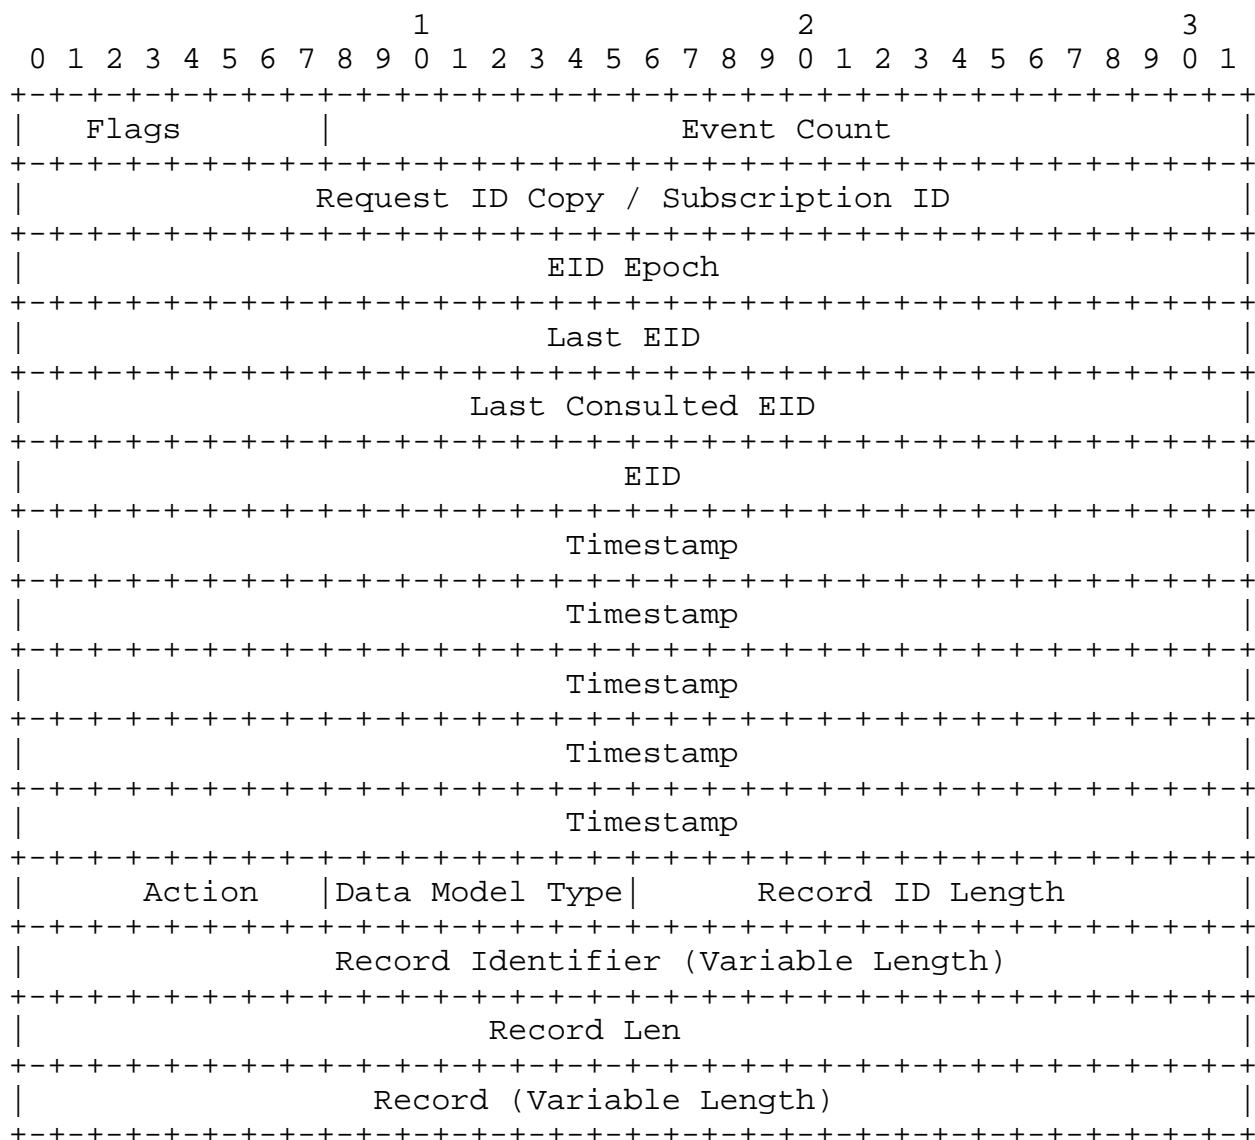 1                   2                   3
 0 1 2 3 4 5 6 7 8 9 0 1 2 3 4 5 6 7 8 9 0 1 2 3 4 5 6 7 8 9 0 1
+-+-+-+-+-+-+-+-+-+-+-+-+-+-+-+-+-+-+-+-+-+-+-+-+-+-+-+-+-+-+-+-+
|   Flags       |                  Event Count                  |
+-+-+-+-+-+-+-+-+-+-+-+-+-+-+-+-+-+-+-+-+-+-+-+-+-+-+-+-+-+-+-+-+
|               Request ID Copy / Subscription ID               |
+-+-+-+-+-+-+-+-+-+-+-+-+-+-+-+-+-+-+-+-+-+-+-+-+-+-+-+-+-+-+-+-+
|                           EID Epoch                           |
+-+-+-+-+-+-+-+-+-+-+-+-+-+-+-+-+-+-+-+-+-+-+-+-+-+-+-+-+-+-+-+-+
|                           Last EID                            |
+-+-+-+-+-+-+-+-+-+-+-+-+-+-+-+-+-+-+-+-+-+-+-+-+-+-+-+-+-+-+-+-+
|                       Last Consulted EID                      |
+-+-+-+-+-+-+-+-+-+-+-+-+-+-+-+-+-+-+-+-+-+-+-+-+-+-+-+-+-+-+-+-+
|                               EID                             |
+-+-+-+-+-+-+-+-+-+-+-+-+-+-+-+-+-+-+-+-+-+-+-+-+-+-+-+-+-+-+-+-+
|                            Timestamp                          |
+-+-+-+-+-+-+-+-+-+-+-+-+-+-+-+-+-+-+-+-+-+-+-+-+-+-+-+-+-+-+-+-+
|                            Timestamp                          |
+-+-+-+-+-+-+-+-+-+-+-+-+-+-+-+-+-+-+-+-+-+-+-+-+-+-+-+-+-+-+-+-+
|                            Timestamp                          |
+-+-+-+-+-+-+-+-+-+-+-+-+-+-+-+-+-+-+-+-+-+-+-+-+-+-+-+-+-+-+-+-+
|                            Timestamp                          |
+-+-+-+-+-+-+-+-+-+-+-+-+-+-+-+-+-+-+-+-+-+-+-+-+-+-+-+-+-+-+-+-+
|                            Timestamp                          |
+-+-+-+-+-+-+-+-+-+-+-+-+-+-+-+-+-+-+-+-+-+-+-+-+-+-+-+-+-+-+-+-+
|      Action   |Data Model Type|      Record ID Length         |
+-+-+-+-+-+-+-+-+-+-+-+-+-+-+-+-+-+-+-+-+-+-+-+-+-+-+-+-+-+-+-+-+
|                Record Identifier (Variable Length)            |
+-+-+-+-+-+-+-+-+-+-+-+-+-+-+-+-+-+-+-+-+-+-+-+-+-+-+-+-+-+-+-+-+
|                        Record Len                             |
+-+-+-+-+-+-+-+-+-+-+-+-+-+-+-+-+-+-+-+-+-+-+-+-+-+-+-+-+-+-+-+-+
|                  Record (Variable Length)                     |
+-+-+-+-+-+-+-+-+-+-+-+-+-+-+-+-+-+-+-+-+-+-+-+-+-+-+-+-+-+-+-+-+